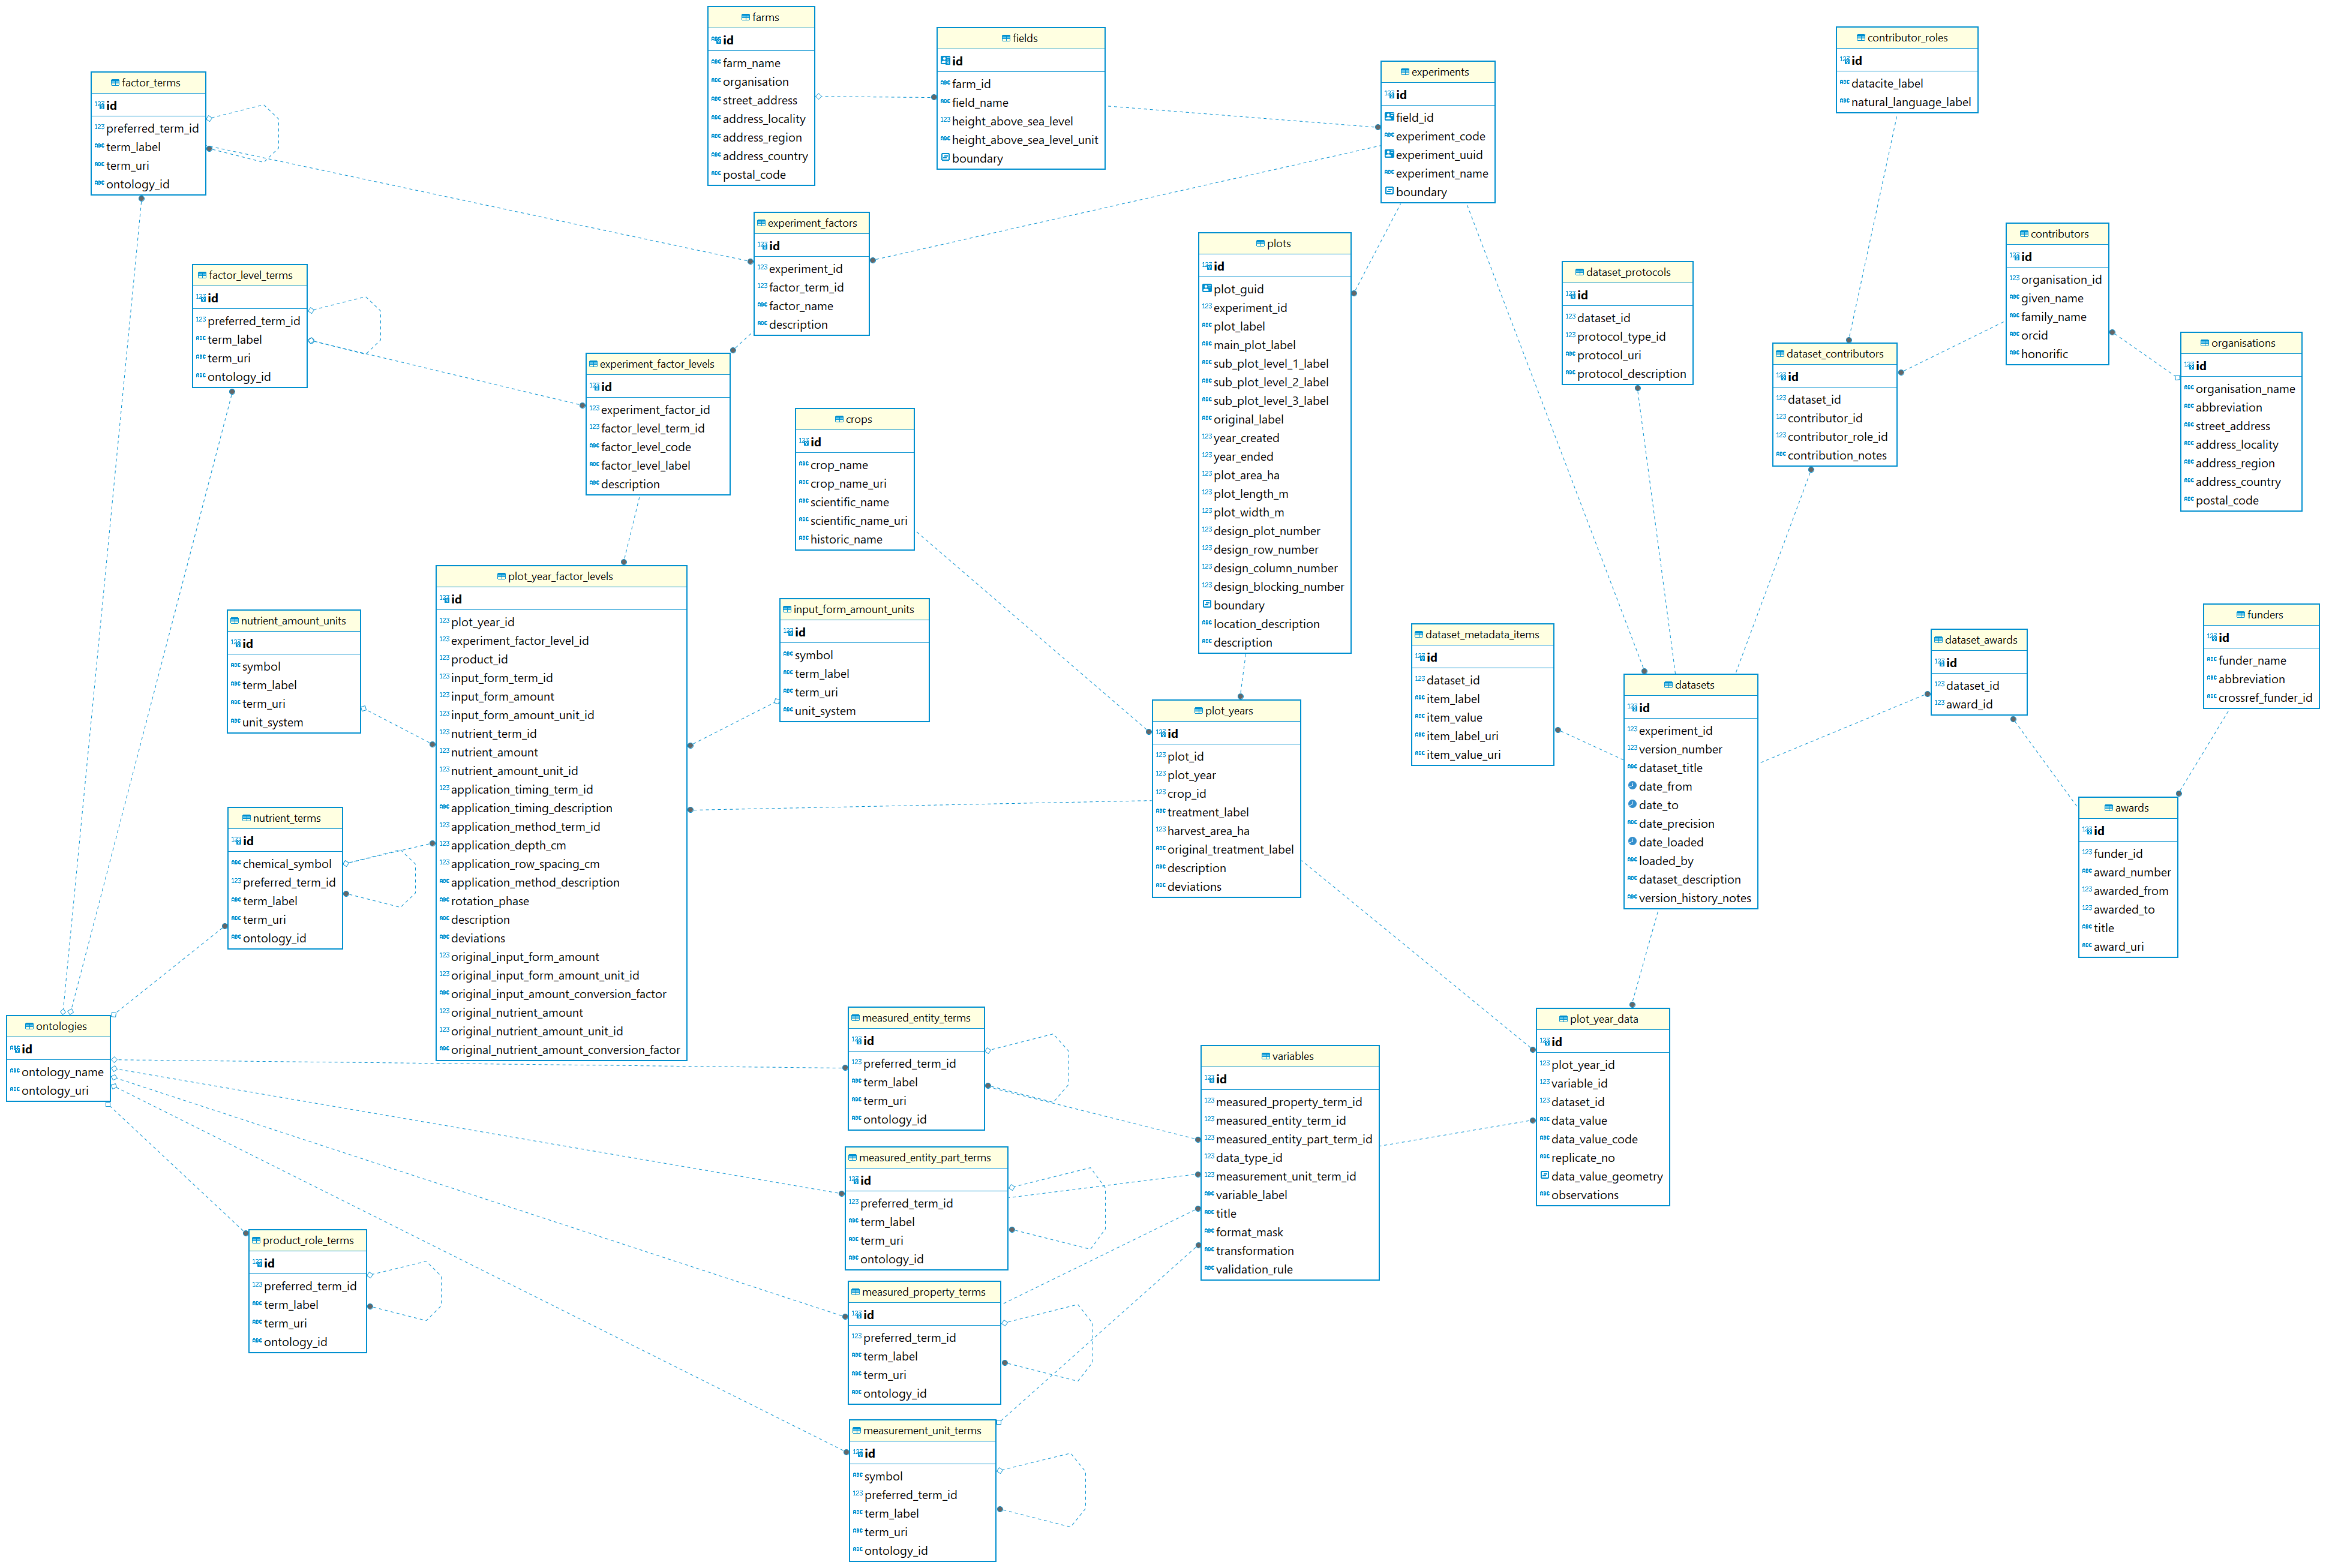 farms
id
farm_name
organisation
street_address
address_locality
address_region
address_country
postal_code
fields
id
farm_id
field_name
height_above_sea_level
height_above_sea_level_unit
boundary
contributor_roles
id
datacite_label
natural_language_label
experiments
id
field_id
experiment_code
experiment_uuid
experiment_name
boundary
factor_terms
id
preferred_term_id
term_label
term_uri
ontology_id
experiment_factors
id
experiment_id
factor_term_id
factor_name
description
contributors
id
organisation_id
given_name
family_name
orcid
honorific
plots
id
plot_guid
experiment_id
plot_label
main_plot_label
sub_plot_level_1_label
sub_plot_level_2_label
sub_plot_level_3_label
original_label
year_created
year_ended
plot_area_ha
plot_length_m
plot_width_m
design_plot_number
design_row_number
design_column_number
design_blocking_number
boundary
location_description
description
dataset_protocols
id
dataset_id
protocol_type_id
protocol_uri
protocol_description
factor_level_terms
id
preferred_term_id
term_label
term_uri
ontology_id
organisations
id
organisation_name
abbreviation
street_address
address_locality
address_region
address_country
postal_code
dataset_contributors
id
dataset_id
contributor_id
contributor_role_id
contribution_notes
experiment_factor_levels
id
experiment_factor_id
factor_level_term_id
factor_level_code
factor_level_label
description
crops
id
crop_name
crop_name_uri
scientific_name
scientific_name_uri
historic_name
plot_year_factor_levels
id
plot_year_id
experiment_factor_level_id
product_id
input_form_term_id
input_form_amount
input_form_amount_unit_id
nutrient_term_id
nutrient_amount
nutrient_amount_unit_id
application_timing_term_id
application_timing_description
application_method_term_id
application_depth_cm
application_row_spacing_cm
application_method_description
rotation_phase
description
deviations
original_input_form_amount
original_input_form_amount_unit_id
original_input_amount_conversion_factor
original_nutrient_amount
original_nutrient_amount_unit_id
original_nutrient_amount_conversion_factor
input_form_amount_units
id
symbol
term_label
term_uri
unit_system
nutrient_amount_units
id
symbol
term_label
term_uri
unit_system
funders
id
funder_name
abbreviation
crossref_funder_id
dataset_metadata_items
id
dataset_id
item_label
item_value
item_label_uri
item_value_uri
dataset_awards
id
dataset_id
award_id
datasets
id
experiment_id
version_number
dataset_title
date_from
date_to
date_precision
date_loaded
loaded_by
dataset_description
version_history_notes
plot_years
id
plot_id
plot_year
crop_id
treatment_label
harvest_area_ha
original_treatment_label
description
deviations
awards
id
funder_id
award_number
awarded_from
awarded_to
title
award_uri
nutrient_terms
id
chemical_symbol
preferred_term_id
term_label
term_uri
ontology_id
ontologies
id
ontology_name
ontology_uri
measured_entity_terms
id
preferred_term_id
term_label
term_uri
ontology_id
plot_year_data
id
plot_year_id
variable_id
dataset_id
data_value
data_value_code
replicate_no
data_value_geometry
observations
variables
id
measured_property_term_id
measured_entity_term_id
measured_entity_part_term_id
data_type_id
measurement_unit_term_id
variable_label
title
format_mask
transformation
validation_rule
measured_entity_part_terms
id
preferred_term_id
term_label
term_uri
ontology_id
product_role_terms
id
preferred_term_id
term_label
term_uri
ontology_id
measured_property_terms
id
preferred_term_id
term_label
term_uri
ontology_id
measurement_unit_terms
id
symbol
preferred_term_id
term_label
term_uri
ontology_id